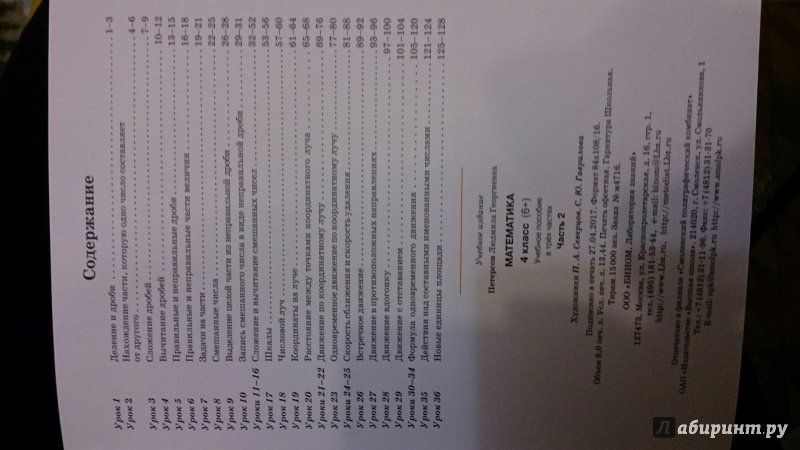 Содержание
Урок 1 Деление и дроби 1–3
Урок 2 Нахождение части, которую одно число составляет
от другого 4–6
Урок 3 Сложение дробей 7–9
Урок 4 Вычитание дробей 10–12
Урок 5 Правильные и неправильные дроби 13–15
Урок 6 Правильные и неправильные части величин 16–18
Урок 7 Задачи на части 19–21
Урок 8 Смешанные числа 22–25
Урок 9 Выделение целой части из неправильной дроби 26–28
Урок 10 Запись смешанного числа в виде неправильной дроби 29–31
Уроки 11–16 Сложение и вычитание смешанных чисел 32–52
Урок 17 Шкалы 53–56
Урок 18 Числовой луч 57–60
Урок 19 Координаты на луче 61–64
Урок 20 Расстояние между точками координатного луча 65–68
Уроки 21–22 Движение по координатному лучу 69–76
Урок 23 Одновременное движение по координатному лучу 77–80
Уроки 24–25 Скорость сближения и скорость удаления 81–88
Урок 26 Встречное движение 89–92
Урок 27 Движение в противоположных направлениях 93–96
Урок 28 Движение вдогонку 97–100
Урок 29 Движение с отставанием 101–104
Уроки 30–34 Формула одновременного движения 105–120
Урок 35 Действия над составными именованными числами 121–124
Урок 36 Новые единицы площади 125–128
Учебное издание
Петерсон Людмила Георгиевна
МАТЕМАТИКА
4 класс (6+)
Учебное пособие
в трёх частях
Часть 2
Художники П. А. Северцов, С. Ю. Гаврилова
Подписано в печать 27.04.2017. Формат 84х108/16.
Объем 8,0 печ. л. Усл. печ. л. 13,44. Печать офсетная. Гарнитура Школьная.
Тираж 15000 экз. Заказ № м4716.
ООО «БИНОМ. Лаборатория знаний»
127473, Москва, ул. Краснопролетарская, д. 16, стр. 1,
тел. (495) 181-53-44, e-mail: binom@Lbz.ru
http://www.Lbz.ru, http://metodist.Lbz.ru
Отпечатано в филиале «Смоленский полиграфический комбинат»
ОАО «Издательство «Высшая школа». 214020, г. Смоленск, ул. Смольянинова, 1
Тел.: +7 (4812) 31-11-96. Факс: +7 (4812) 31-31-70
E-mail: spk@smolpk.ru http://www.smolpk.ru
Лабиринт.ру